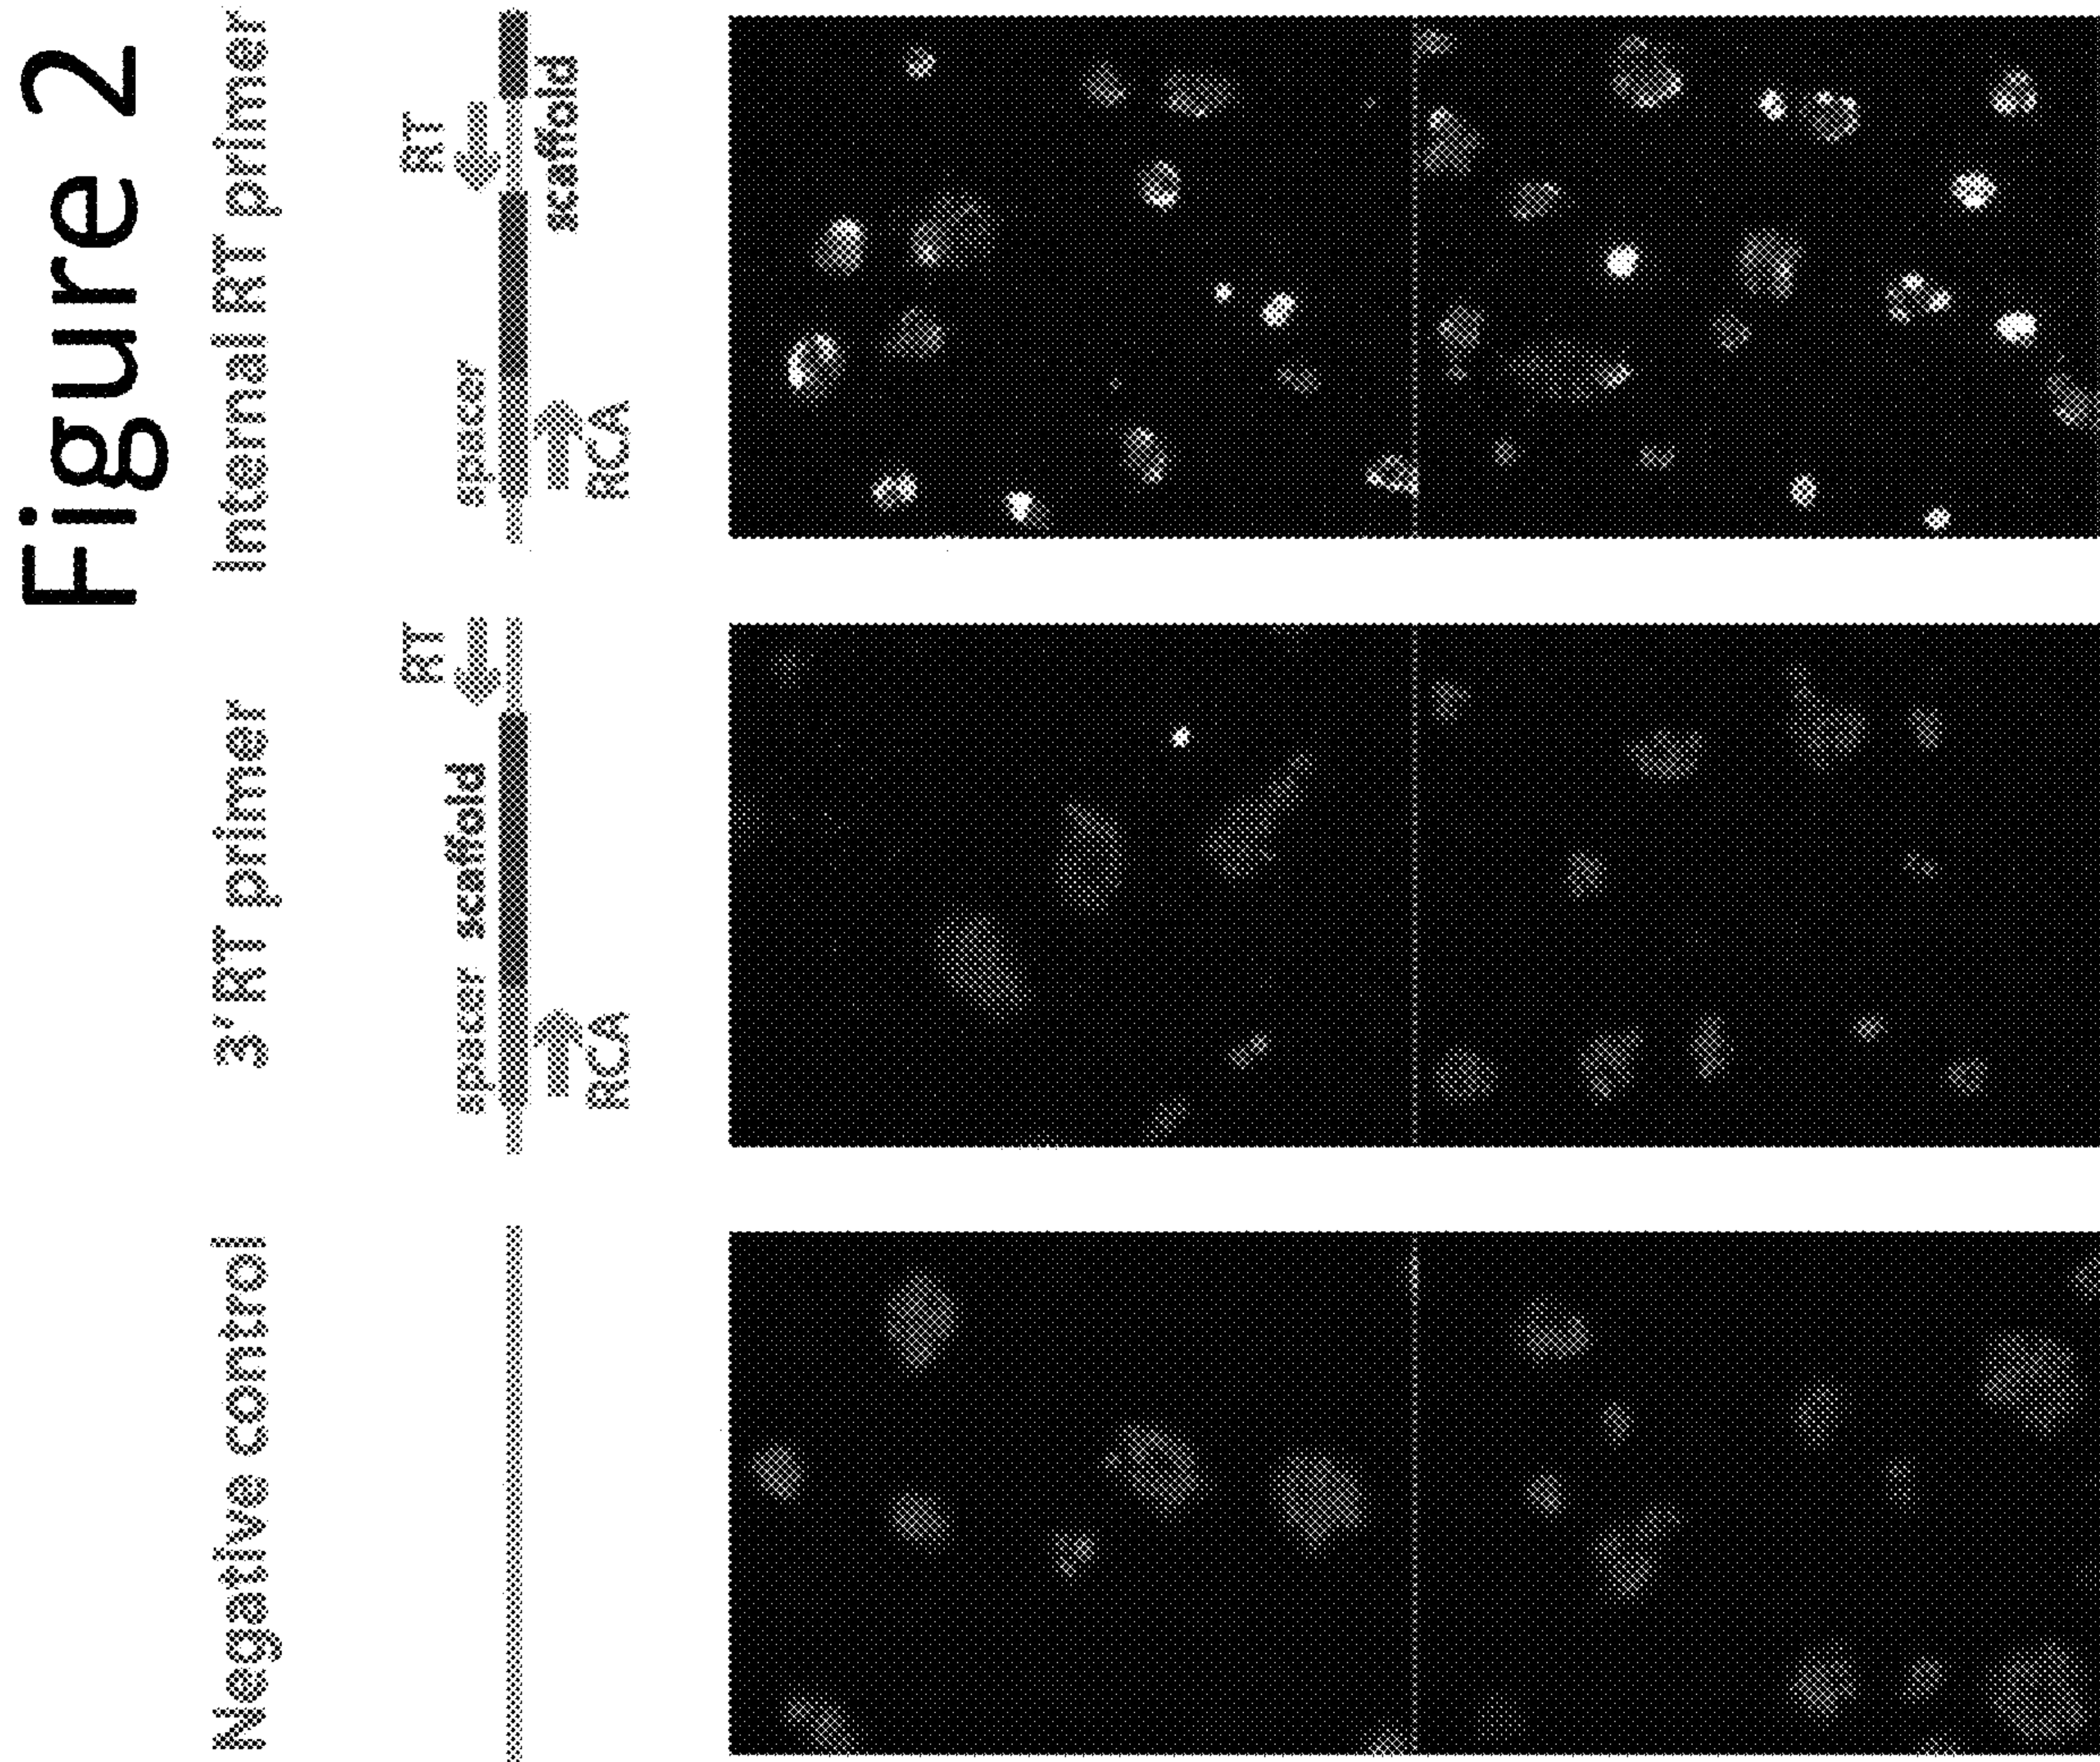 Figure 2
Negative control
3' RT primer
Internal RT primer
spacer scaffold
RT
RCA
spacer
RT
scaffold
RCA